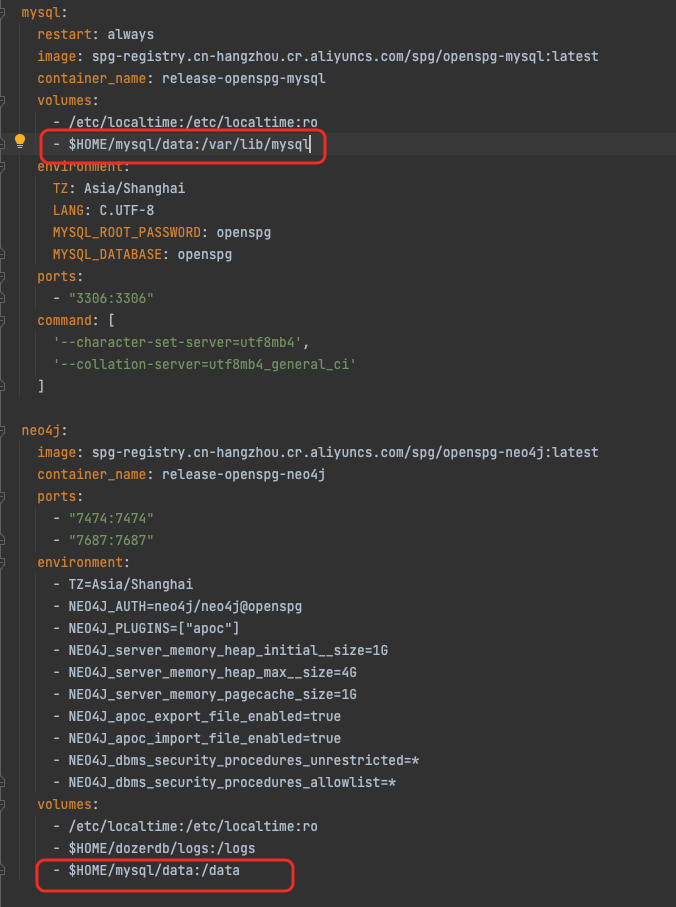 mysql:
restart: always
image: spg-registry.cn-hangzhou.cr.aliyuncs.com/spg/openspg-mysql:latest
container_name: release-openspg-mysql
volumes:
- /etc/localtime:/etc/localtime:ro
- $HOME/mysql/data:/var/lib/mysql
environment:
TZ: Asia/Shanghai
LANG: C.UTF-8
MYSQL_ROOT_PASSWORD: openspg
MYSQL_DATABASE: openspg
ports:
- "3306:3306"
command: [
'--character-set-server=utf8mb4',
'--collation-server=utf8mb4_general_ci'
]
neo4j:
image: spg-registry.cn-hangzhou.cr.aliyuncs.com/spg/openspg-neo4j:latest
container_name: release-openspg-neo4j
ports:
- "7474:7474"
- "7687:7687"
environment:
- TZ=Asia/Shanghai
- NEO4J_AUTH=neo4j/neo4j@openspg
- NEO4J_PLUGINS=["apoc"]
- NEO4J_server_memory_heap_initial__size=1G
- NEO4J_server_memory_heap_max__size=4G
- NEO4J_server_memory_pagecache_size=1G
- NEO4J_apoc_export_file_enabled=true
- NEO4J_apoc_import_file_enabled=true
- NEO4J_dbms_security_procedures_unrestricted=*
- NEO4J_dbms_security_procedures_allowlist=*
volumes:
- /etc/localtime:/etc/localtime:ro
- $HOME/dozerdb/logs:/logs
- $HOME/mysql/data:/data